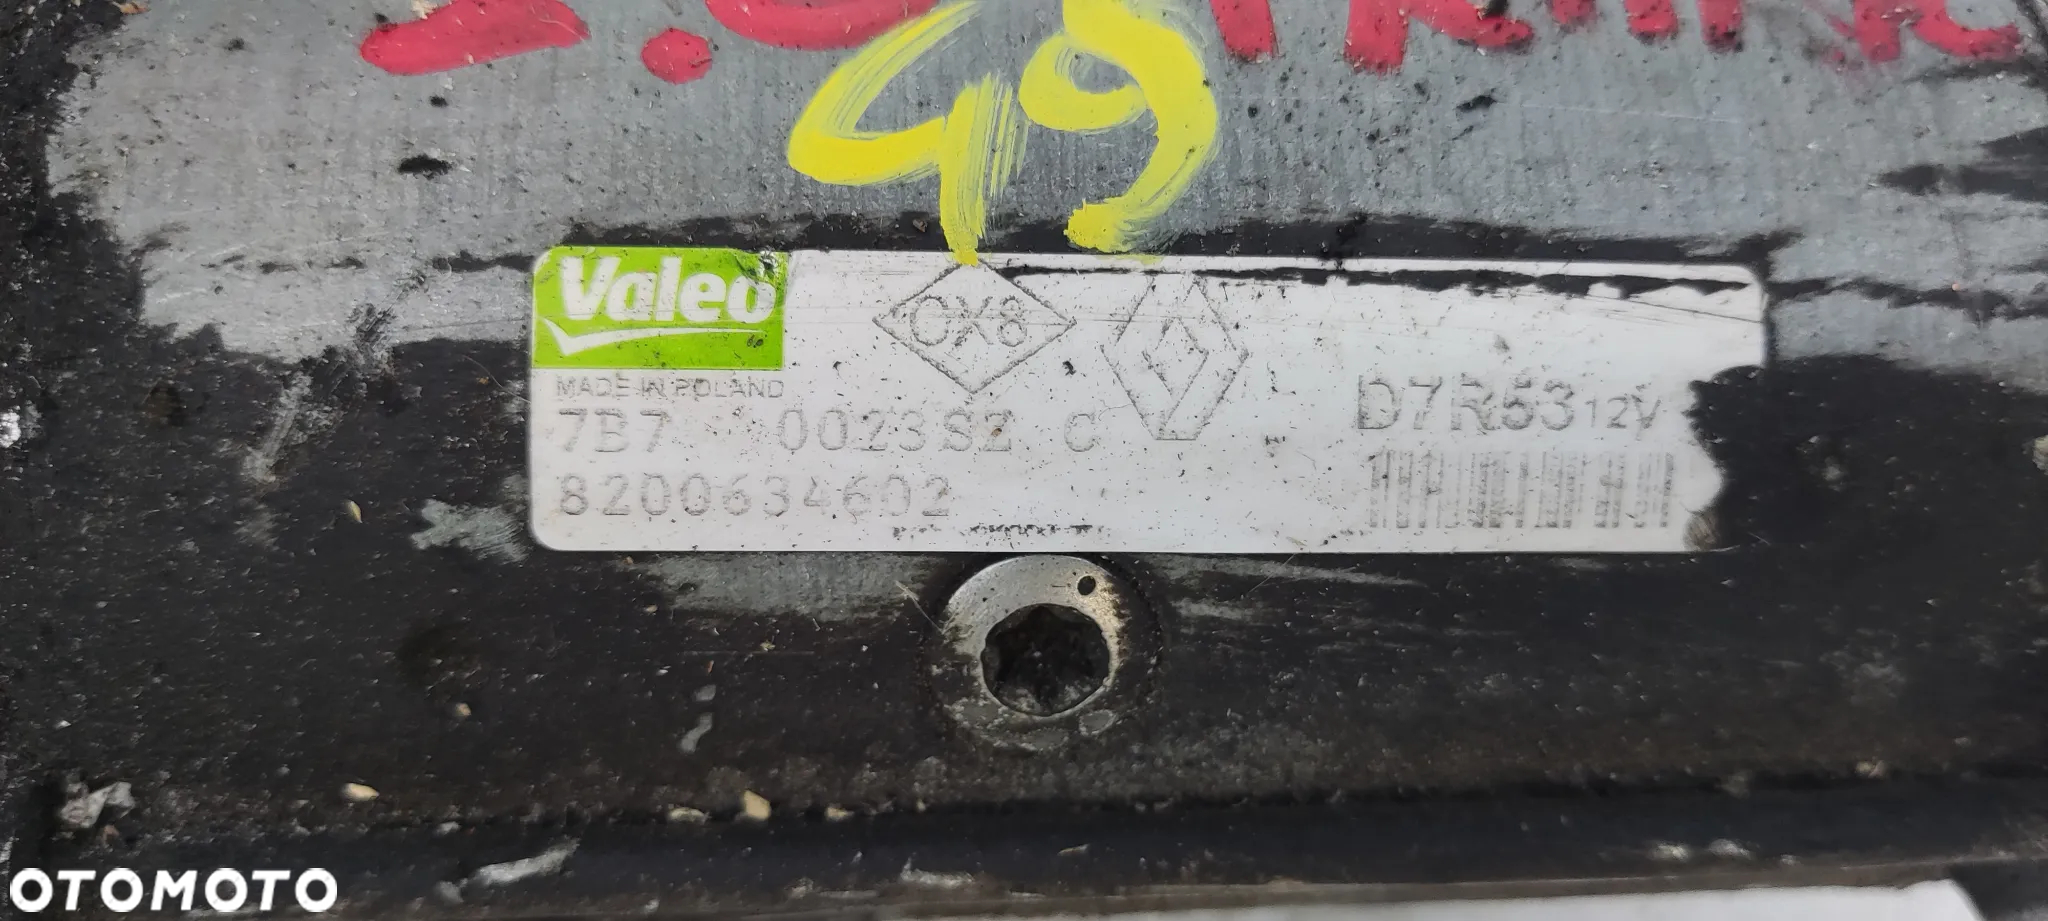 49
Valeo
CX8
MADE IN POLAND
D7R53 12V
7B7 0023S2 C
8200634602
OTOMOTO